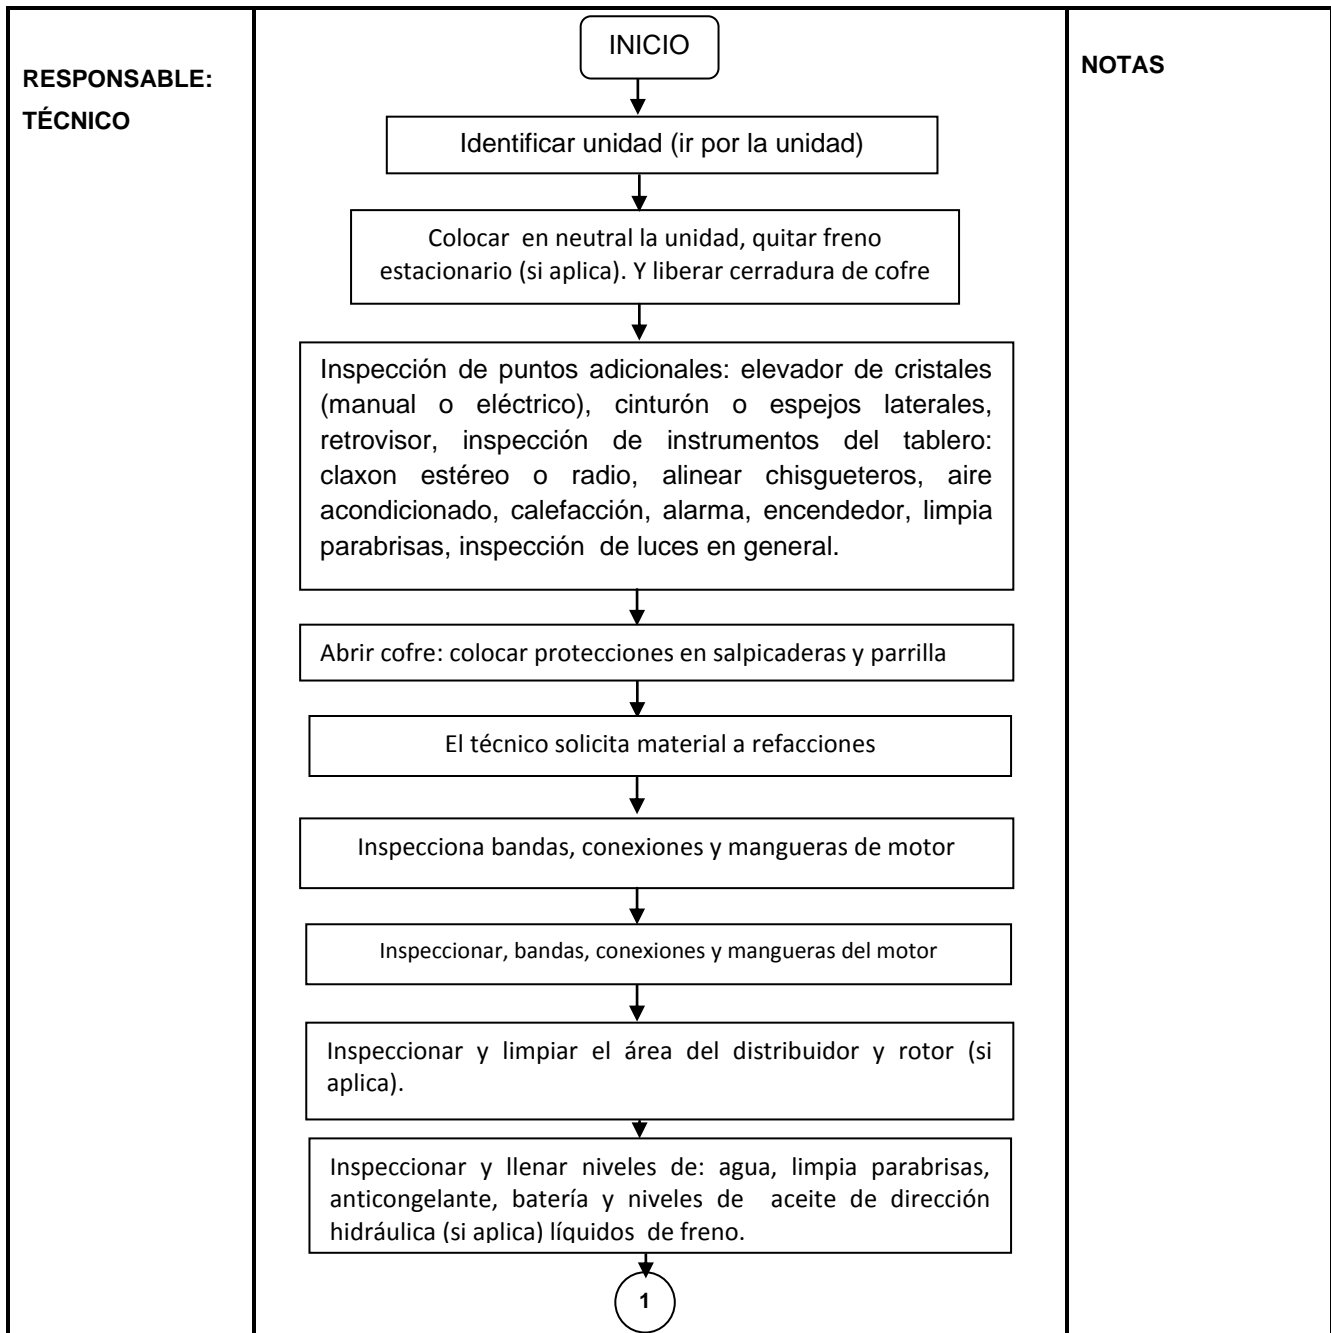 RESPONSABLE:
TÉCNICO
INICIO
Identificar unidad (ir por la unidad)
Colocar en neutral la unidad, quitar freno
estacionario (si aplica). Y liberar cerradura de cofre
Inspección de puntos adicionales: elevador de cristales
(manual o eléctrico), cinturón o espejos laterales,
retrovisor, inspección de instrumentos del tablero:
claxon estéreo o radio, alinear chisgueteros, aire
acondicionado, calefacción, alarma, encendedor, limpia
parabrisas, inspección de luces en general.
Abrir cofre: colocar protecciones en salpicaderas y parrilla
El técnico solicita material a refacciones
Inspecciona bandas, conexiones y mangueras de motor
Inspeccionar, bandas, conexiones y mangueras del motor
Inspeccionar y limpiar el área del distribuidor y rotor (si
aplica).
Inspeccionar y llenar niveles de: agua, limpia parabrisas,
anticongelante, batería y niveles de aceite de dirección
hidráulica (si aplica) líquidos de freno.
1
NOTAS